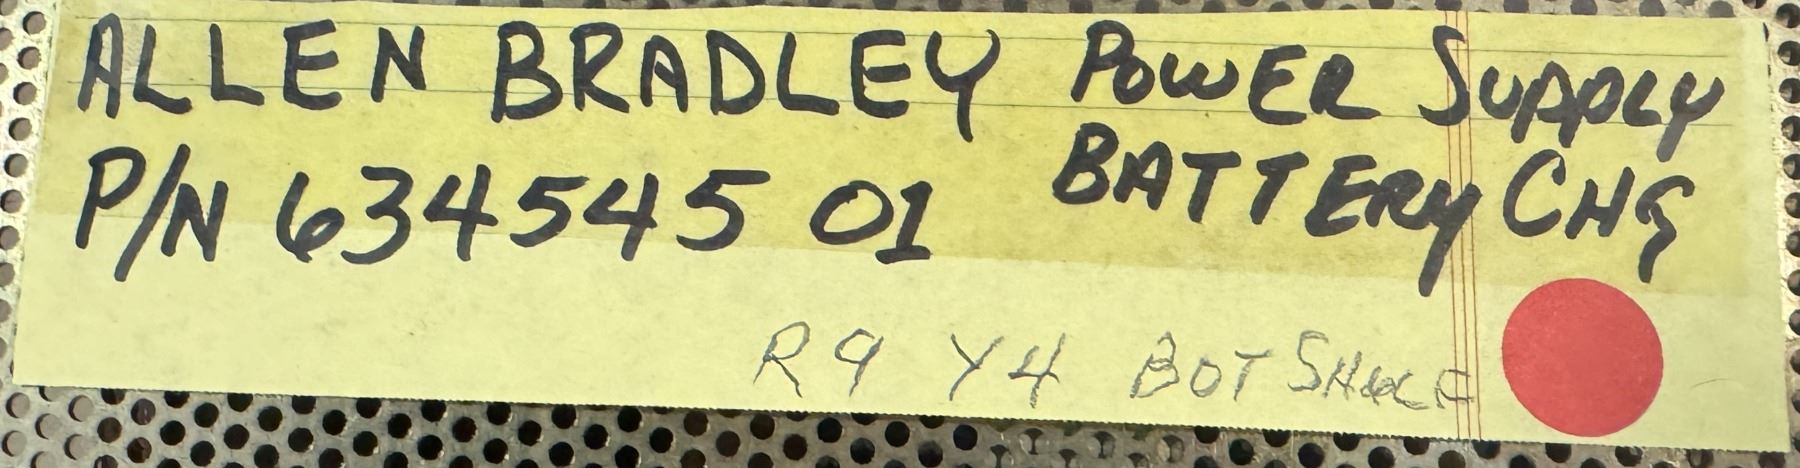 ALLEN BRADLEY POWER SUPPLY
P/N 634545 01 BATTERY CHG
R9 Y4 BOT SHELF